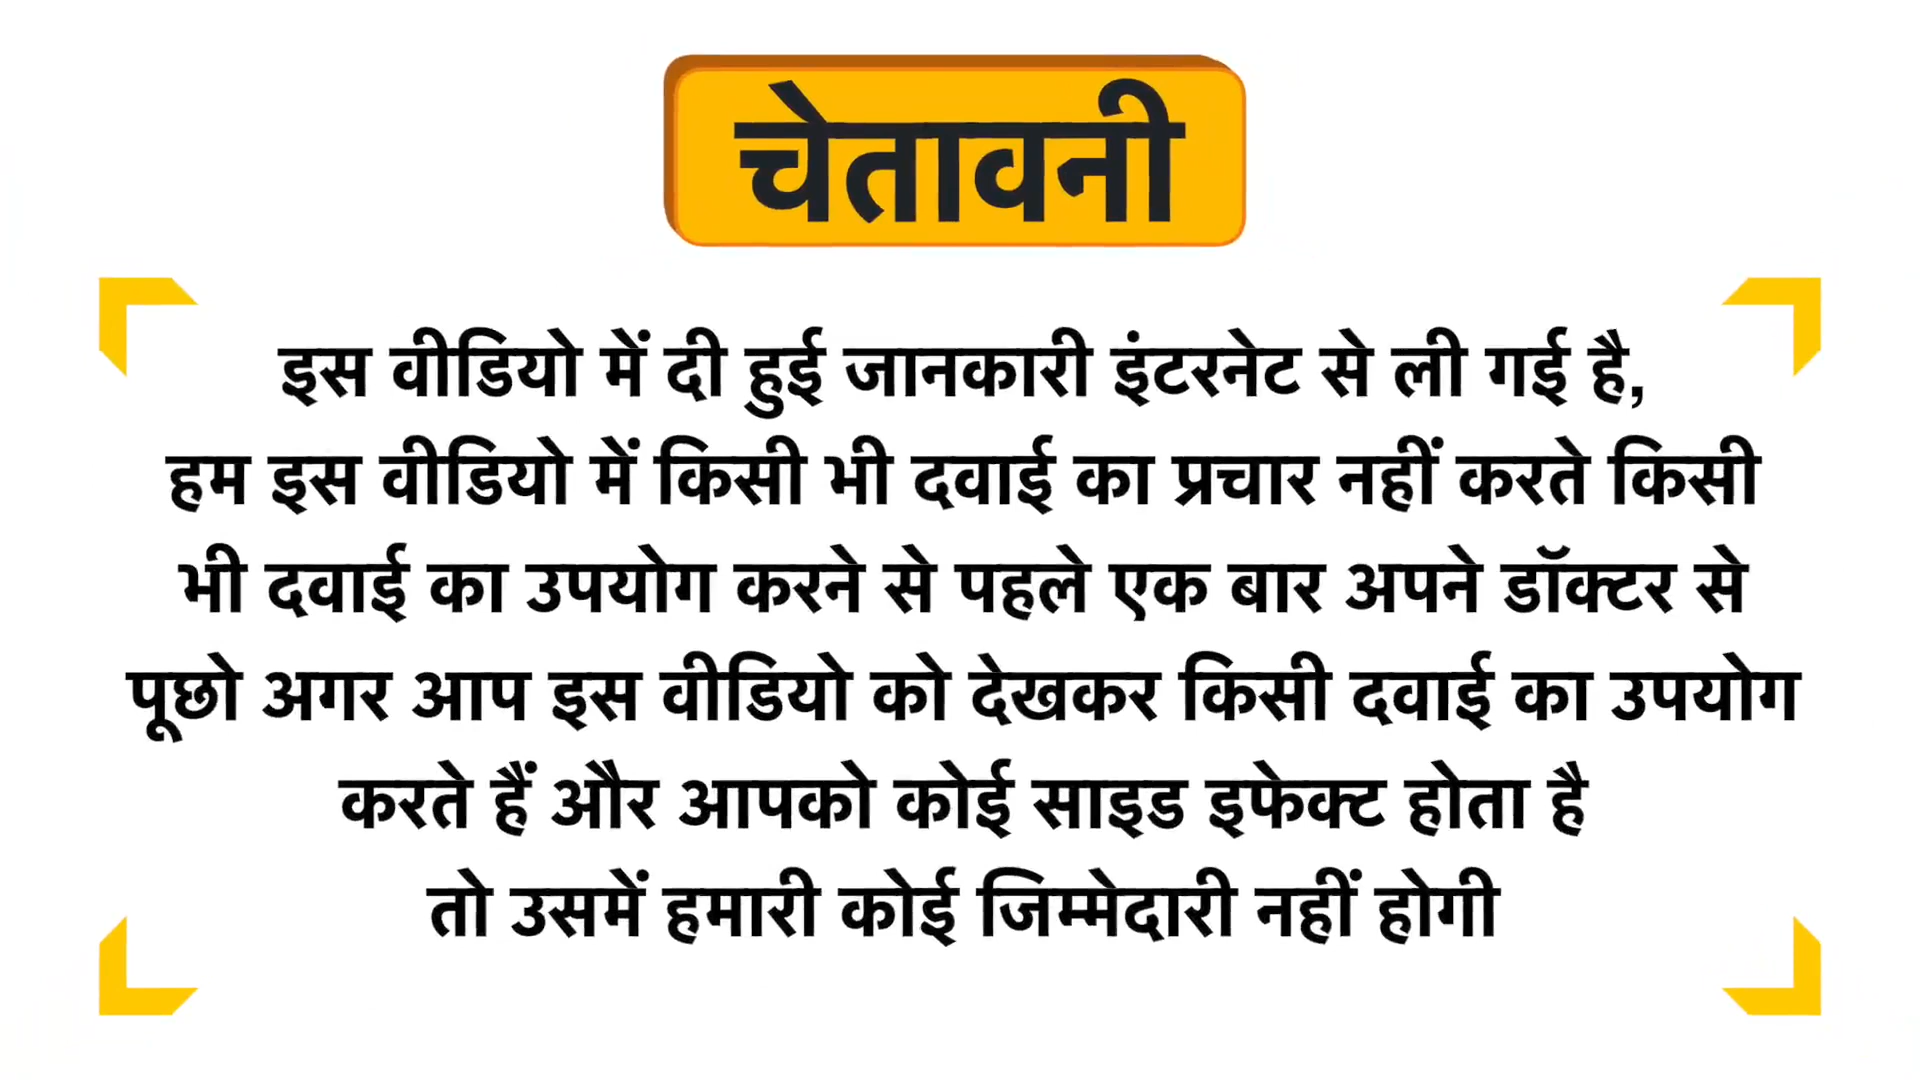 चेतावनी
इस वीडियो में दी हुई जानकारी इंटरनेट से ली गई है,
हम इस वीडियो में किसी भी दवाई का प्रचार नहीं करते किसी
भी दवाई का उपयोग करने से पहले एक बार अपने डॉक्टर से
पूछो अगर आप इस वीडियो को देखकर किसी दवाई का उपयोग
करते हैं और आपको कोई साइड इफेक्ट होता है
तो उसमें हमारी कोई जिम्मेदारी नहीं होगी